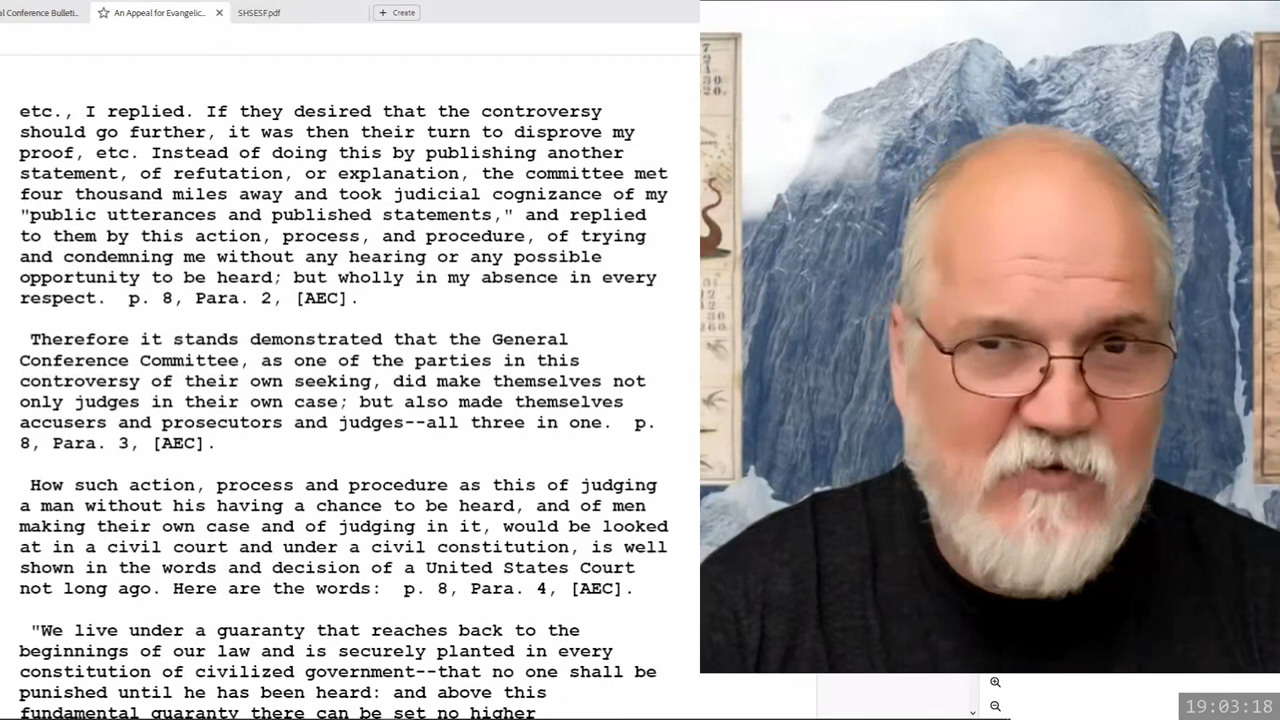 al Conference Bulleti..
An Appeal for Evangelic...
SHSESF.pdf
Create
etc., I replied. If they desired that the controversy
should go further, it was then their turn to disprove my
proof, etc. Instead of doing this by publishing another
statement, of refutation, or explanation, the committee met
four thousand miles away and took judicial cognizance of my
"public utterances and published statements," and replied
to them by this action, process, and procedure, of trying
and condemning me without any hearing or any possible
opportunity to be heard; but wholly in my absence in every
respect.  p. 8, Para. 2, [AEC].
Therefore it stands demonstrated that the General
Conference Committee, as one of the parties in this
controversy of their own seeking, did make themselves not
only judges in their own case; but also made themselves
accusers and prosecutors and judges--all three in one.  p.
8, Para. 3, [AEC].
How such action, process and procedure as this of judging
a man without his having a chance to be heard, and of men
making their own case and of judging in it, would be looked
at in a civil court and under a civil constitution, is well
shown in the words and decision of a United States Court
not long ago. Here are the words:  p. 8, Para. 4, [AEC].
"We live under a guaranty that reaches back to the
beginnings of our law and is securely planted in every
constitution of civilized government--that no one shall be
punished until he has been heard: and above this
fundamental guaranty there can be set no higher
19:03:18